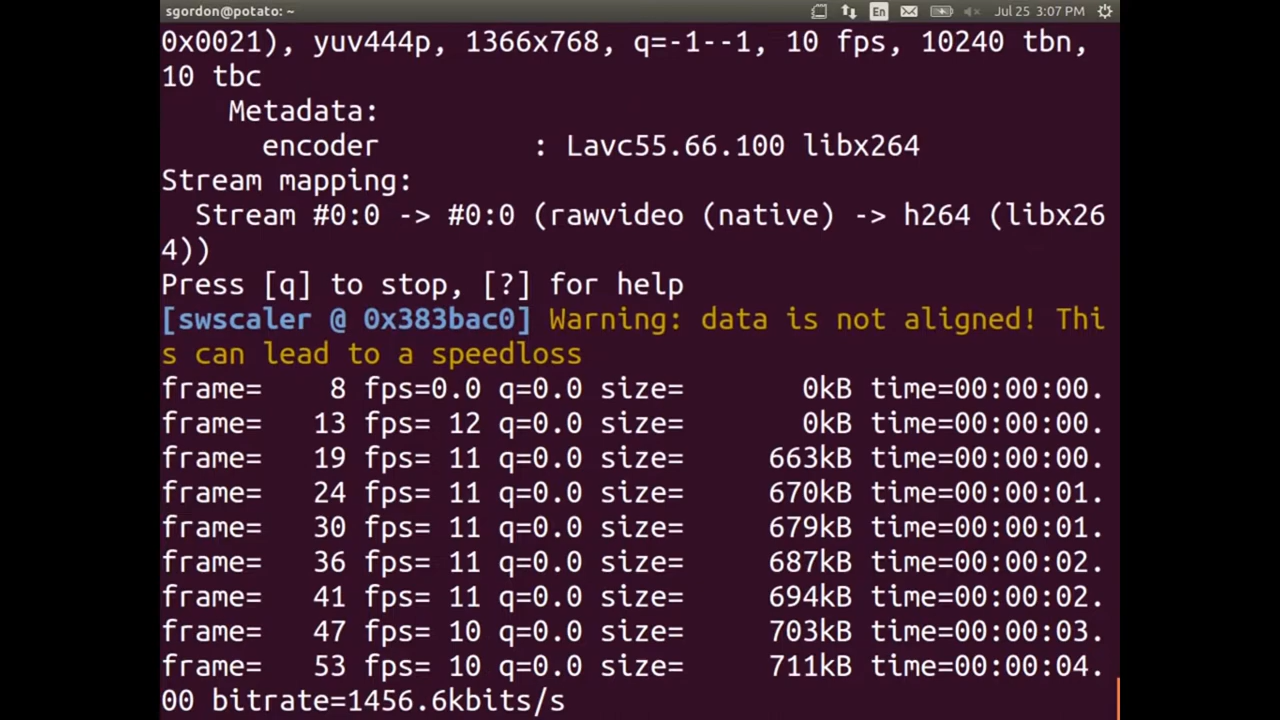 sgordon@potato: ~ En Jul 25 3:07 PM
0x0021), yuv444p, 1366x768, q=-1--1, 10 fps, 10240 tbn,
10 tbc
    Metadata:
      encoder         : Lavc55.66.100 libx264
Stream mapping:
  Stream #0:0 -> #0:0 (rawvideo (native) -> h264 (libx26
4))
Press [q] to stop, [?] for help
[swscaler @ 0x383bac0] Warning: data is not aligned! Thi
s can lead to a speedloss
frame=    8 fps=0.0 q=0.0 size=       0kB time=00:00:00.
frame=   13 fps= 12 q=0.0 size=       0kB time=00:00:00.
frame=   19 fps= 11 q=0.0 size=     663kB time=00:00:00.
frame=   24 fps= 11 q=0.0 size=     670kB time=00:00:01.
frame=   30 fps= 11 q=0.0 size=     679kB time=00:00:01.
frame=   36 fps= 11 q=0.0 size=     687kB time=00:00:02.
frame=   41 fps= 11 q=0.0 size=     694kB time=00:00:02.
frame=   47 fps= 10 q=0.0 size=     703kB time=00:00:03.
frame=   53 fps= 10 q=0.0 size=     711kB time=00:00:04.
00 bitrate=1456.6kbits/s